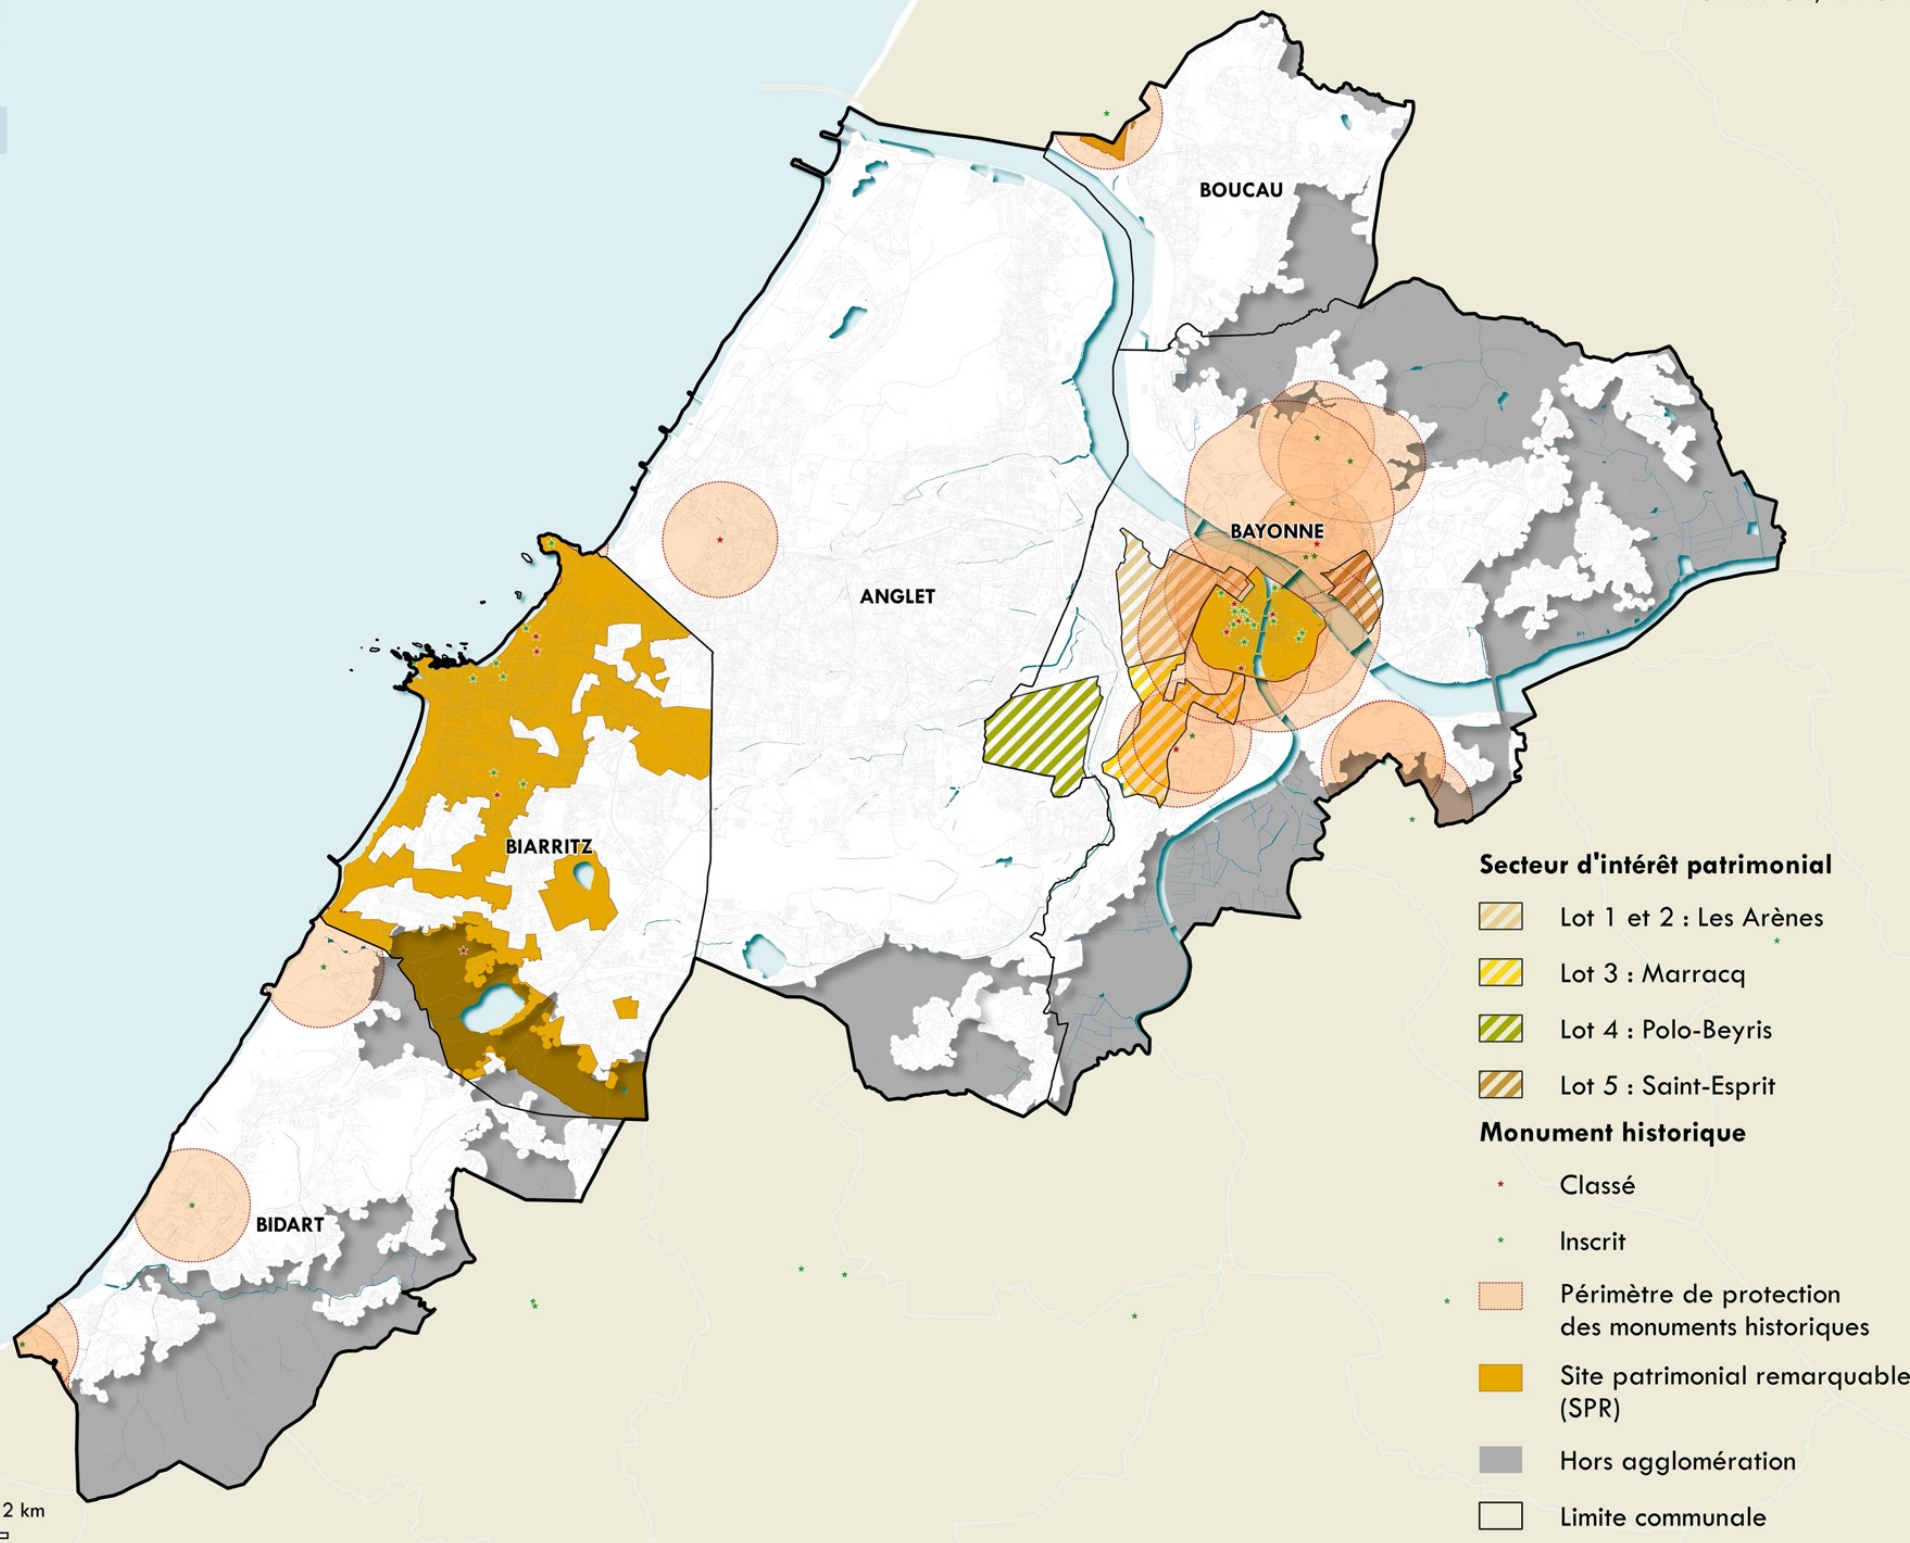 BOUCAU
BAYONNE
ANGLET
BIARRITZ
BIDART
Secteur d'intérêt patrimonial
Lot 1 et 2 : Les Arènes
Lot 3 : Marracq
Lot 4 : Polo-Beyris
Lot 5 : Saint-Esprit
Monument historique
Classé
Inscrit
Périmètre de protection
des monuments historiques
Site patrimonial remarquable
(SPR)
Hors agglomération
Limite communale
2 km